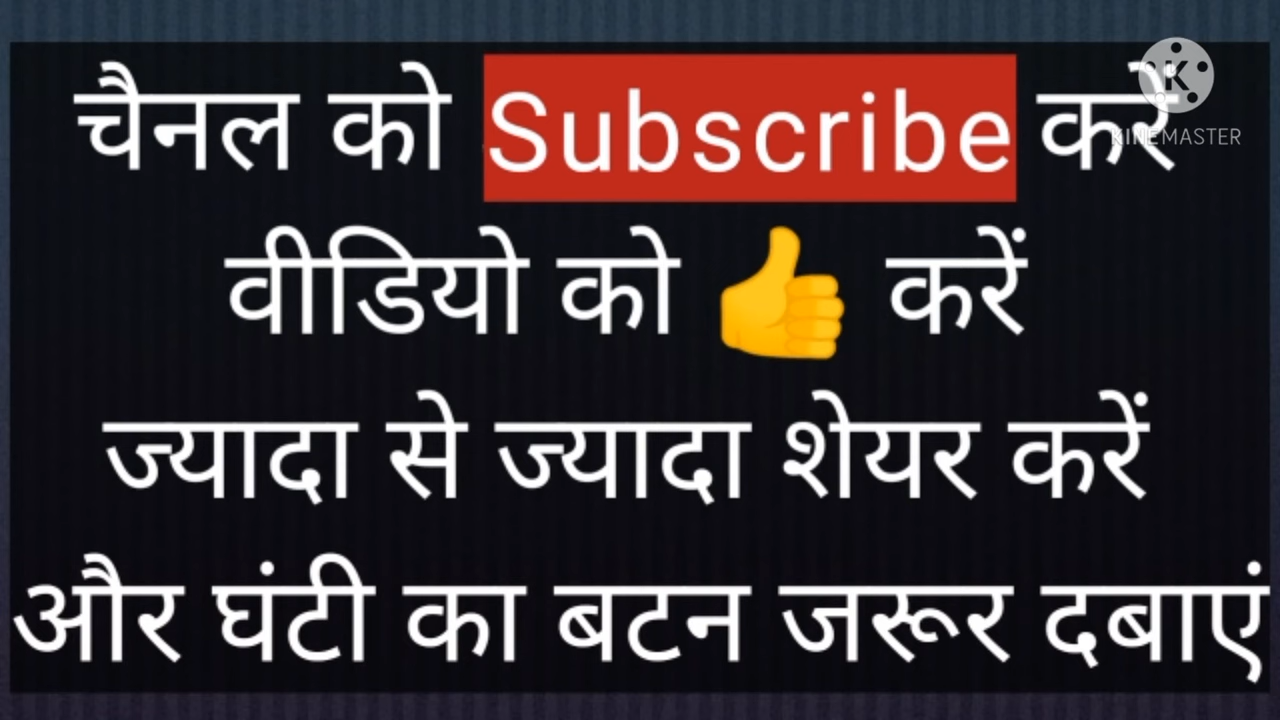 चैनल को Subscribe करें
वीडियो को 👍 करें
ज्यादा से ज्यादा शेयर करें
और घंटी का बटन जरूर दबाएं
KINEMASTER